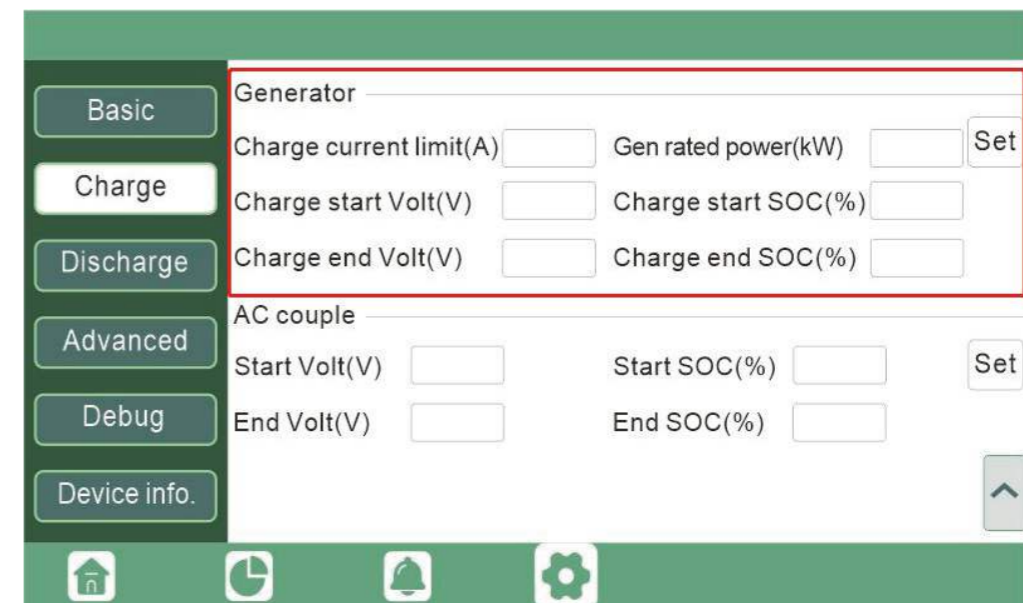 Basic
Charge
Discharge
Advanced
Debug
Device info.
Generator
Charge current limit(A) Gen rated power(kW) Set
Charge start Volt(V) Charge start SOC(%)
Charge end Volt(V) Charge end SOC(%)
AC couple
Start Volt(V) Start SOC(%) Set
End Volt(V) End SOC(%)